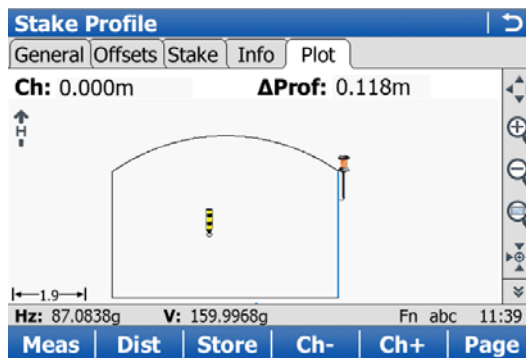 Stake Profile
General Offsets Stake Info Plot
Ch: 0.000m ΔProf: 0.118m
H
1.9
Hz: 87.0838g V: 159.9968g Fn abc 11:39
Meas Dist Store Ch- Ch+ Page